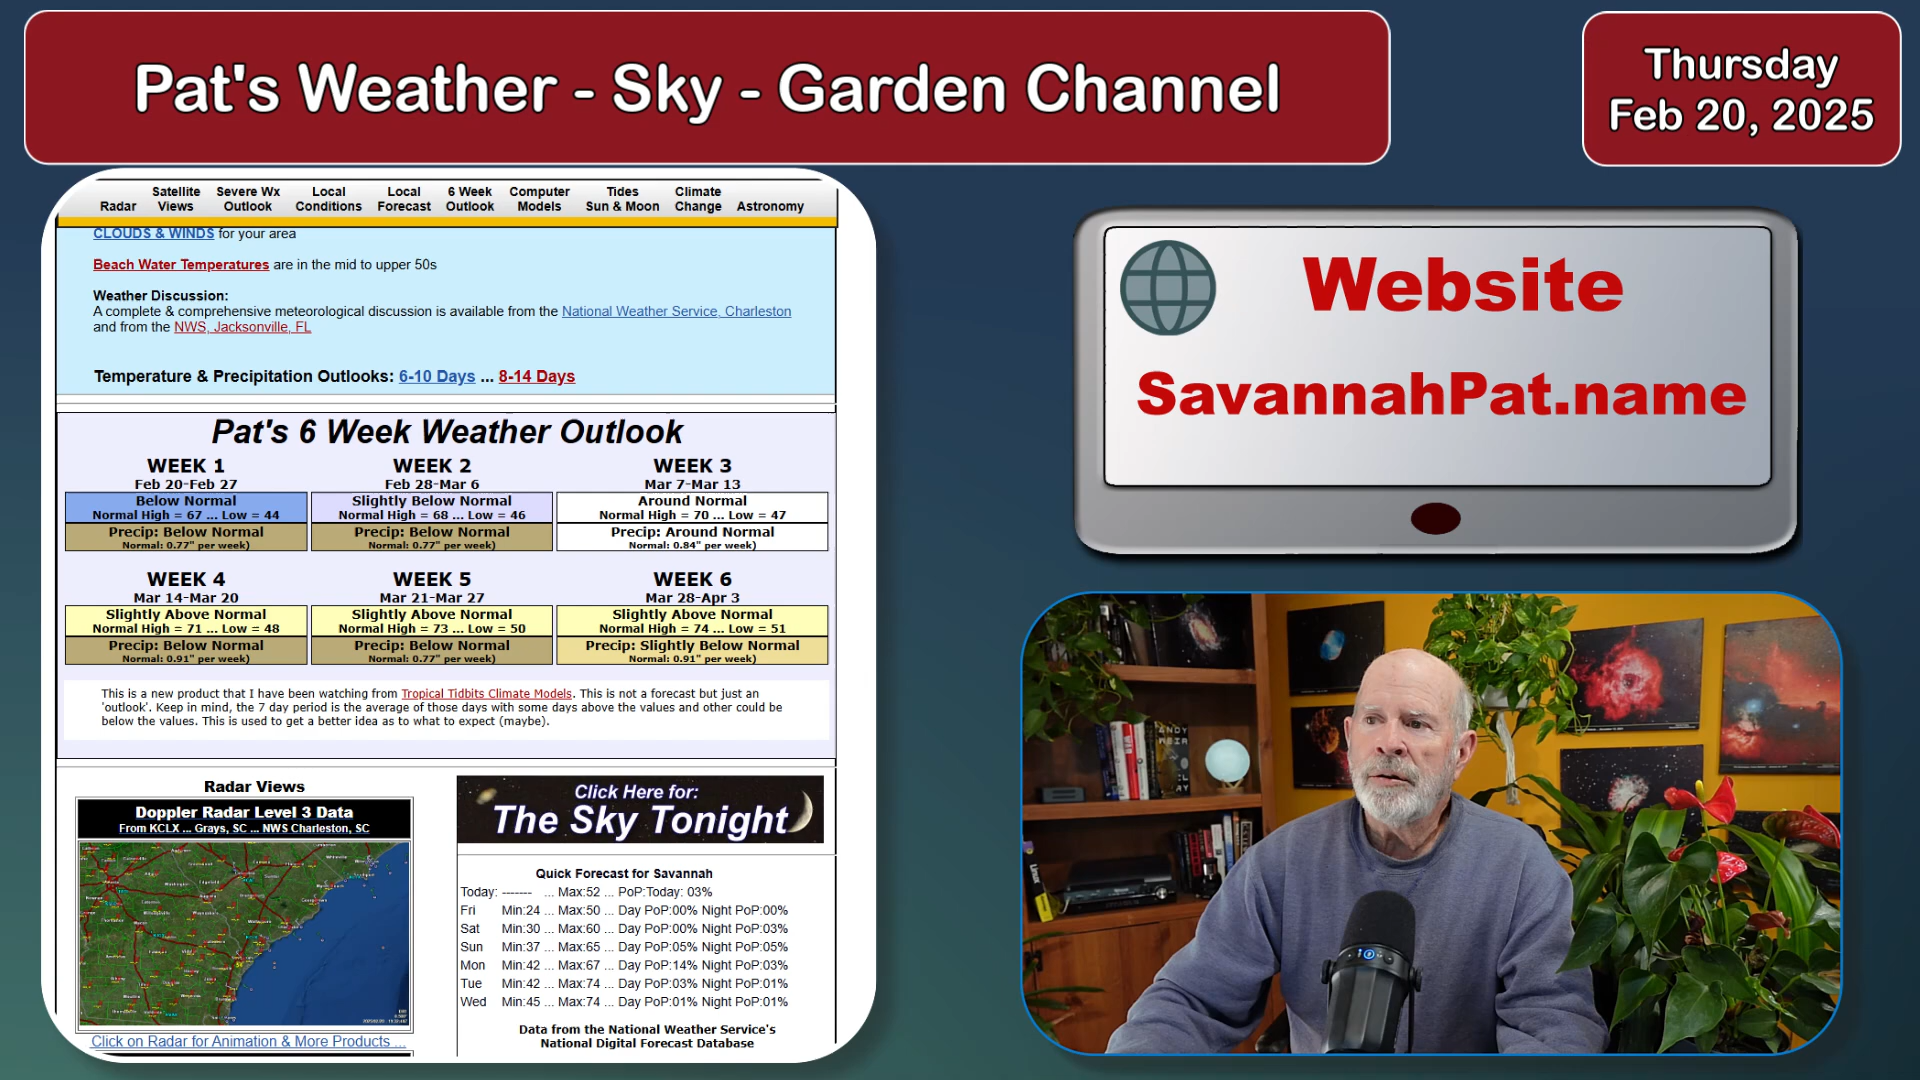 Pat's Weather - Sky - Garden Channel
Thursday
Feb 20, 2025
Radar
Satellite Views
Severe Wx Outlook
Local Conditions
Local Forecast
6 Week Outlook
Computer Models
Tides Sun & Moon
Climate Change
Astronomy
CLOUDS & WINDS for your area
Beach Water Temperatures are in the mid to upper 50s
Weather Discussion:
A complete & comprehensive meteorological discussion is available from the National Weather Service, Charleston
and from the NWS, Jacksonville, FL
Temperature & Precipitation Outlooks: 6-10 Days ... 8-14 Days
Pat's 6 Week Weather Outlook
WEEK 1
Feb 20-Feb 27
Below Normal
Normal High = 67 ... Low = 44
Precip: Below Normal
Normal: 0.77" per week)
WEEK 2
Feb 28-Mar 6
Slightly Below Normal
Normal High = 68 ... Low = 46
Precip: Below Normal
Normal: 0.77" per week)
WEEK 3
Mar 7-Mar 13
Around Normal
Normal High = 70 ... Low = 47
Precip: Around Normal
Normal: 0.84" per week)
WEEK 4
Mar 14-Mar 20
Slightly Above Normal
Normal High = 71 ... Low = 48
Precip: Below Normal
Normal: 0.91" per week)
WEEK 5
Mar 21-Mar 27
Slightly Above Normal
Normal High = 73 ... Low = 50
Precip: Below Normal
Normal: 0.77" per week)
WEEK 6
Mar 28-Apr 3
Slightly Above Normal
Normal High = 74 ... Low = 51
Precip: Slightly Below Normal
Normal: 0.91" per week)
This is a new product that I have been watching from Tropical Tidbits Climate Models. This is not a forecast but just an
'outlook'. Keep in mind, the 7 day period is the average of those days with some days above the values and other could be
below the values. This is used to get a better idea as to what to expect (maybe).
Radar Views
Doppler Radar Level 3 Data
From KCLX ... Grays, SC ... NWS Charleston, SC
Click on Radar for Animation & More Products ...
Click Here for:
The Sky Tonight
Quick Forecast for Savannah
Today: ------- ... Max:52 ... PoP:Today: 03%
Fri Min:24 ... Max:50 ... Day PoP:00% Night PoP:00%
Sat Min:30 ... Max:60 ... Day PoP:00% Night PoP:03%
Sun Min:37 ... Max:65 ... Day PoP:05% Night PoP:05%
Mon Min:42 ... Max:67 ... Day PoP:14% Night PoP:03%
Tue Min:42 ... Max:74 ... Day PoP:03% Night PoP:01%
Wed Min:45 ... Max:74 ... Day PoP:01% Night PoP:01%
Data from the National Weather Service's
National Digital Forecast Database
Website
SavannahPat.name